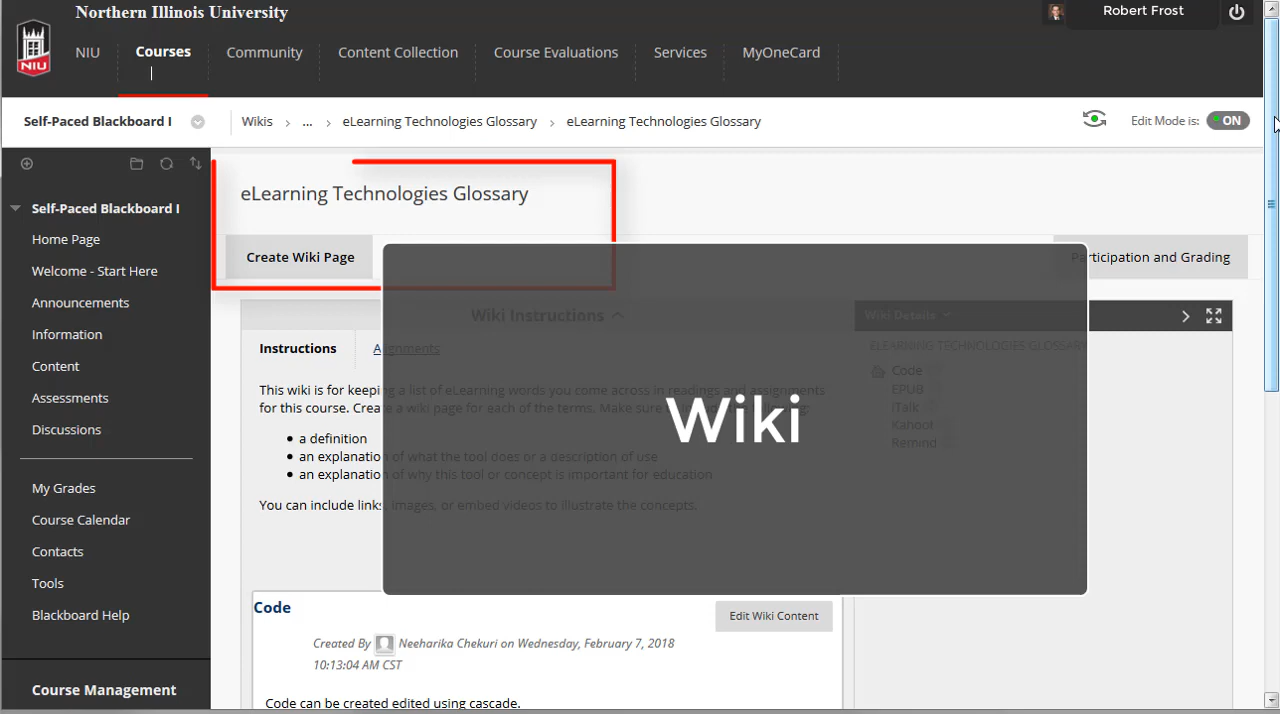 Northern Illinois University
Robert Frost
NIU
NIU Courses Community Content Collection Course Evaluations Services MyOneCard
Self-Paced Blackboard I Wikis ... eLearning Technologies Glossary eLearning Technologies Glossary Edit Mode is: ON
Self-Paced Blackboard I
Home Page
Welcome - Start Here
Announcements
Information
Content
Assessments
Discussions
My Grades
Course Calendar
Contacts
Tools
Blackboard Help
Course Management
eLearning Technologies Glossary
Create Wiki Page Participation and Grading
Wiki Instructions
Instructions Alignments
This wiki is for keeping a list of eLearning words you come across in readings and assignments
for this course. Create a wiki page for each of the terms. Make sure following:
a definition
an explanation of what the tool does or a description of use
an explanation of why this tool or concept is important for education
You can include links, images, or embed videos to illustrate the concepts.
Wiki
Wiki Details
ELEARNING TECHNOLOGIES GLOSSARY
Code
EPUB
iTalk
Kahoot
Remind
Code Edit Wiki Content
Created By Neeharika Chekuri on Wednesday, February 7, 2018
10:13:04 AM CST
Code can be created edited using cascade.